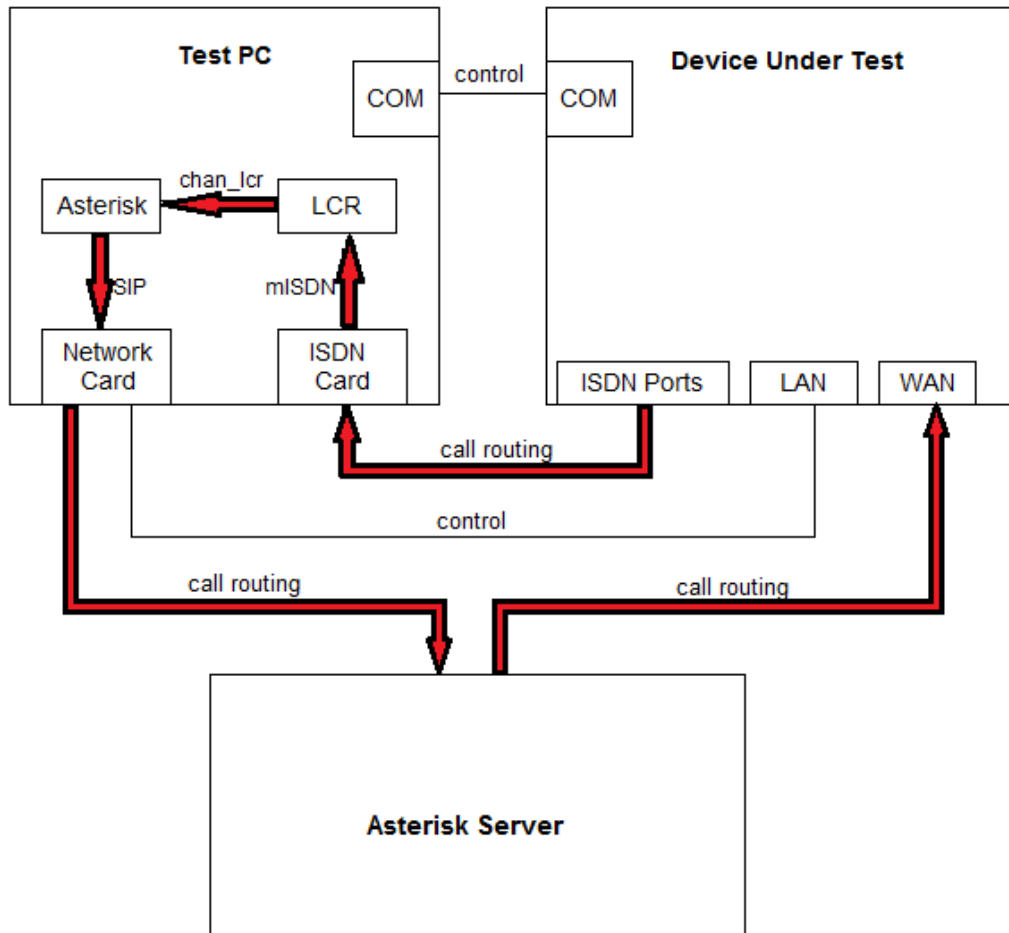 Test PC
Device Under Test
control
COM
COM
chan_lcr
Asterisk
LCR
SIP
mISDN
Network
Card
ISDN
Card
ISDN Ports
LAN
WAN
call routing
control
call routing
call routing
Asterisk Server